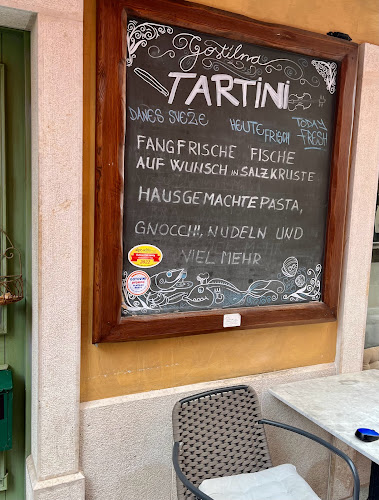 Gostilna
TARTINI
DANES SVEŽE
HEUTE FRISCH
TODAY FRESH
FANGFRISCHE FISCHE
AUF WUNSCH IN SALZKRUSTE
HAUSGEMACHTE PASTA,
GNOCCHI, NUDELN UND
VIEL MEHR